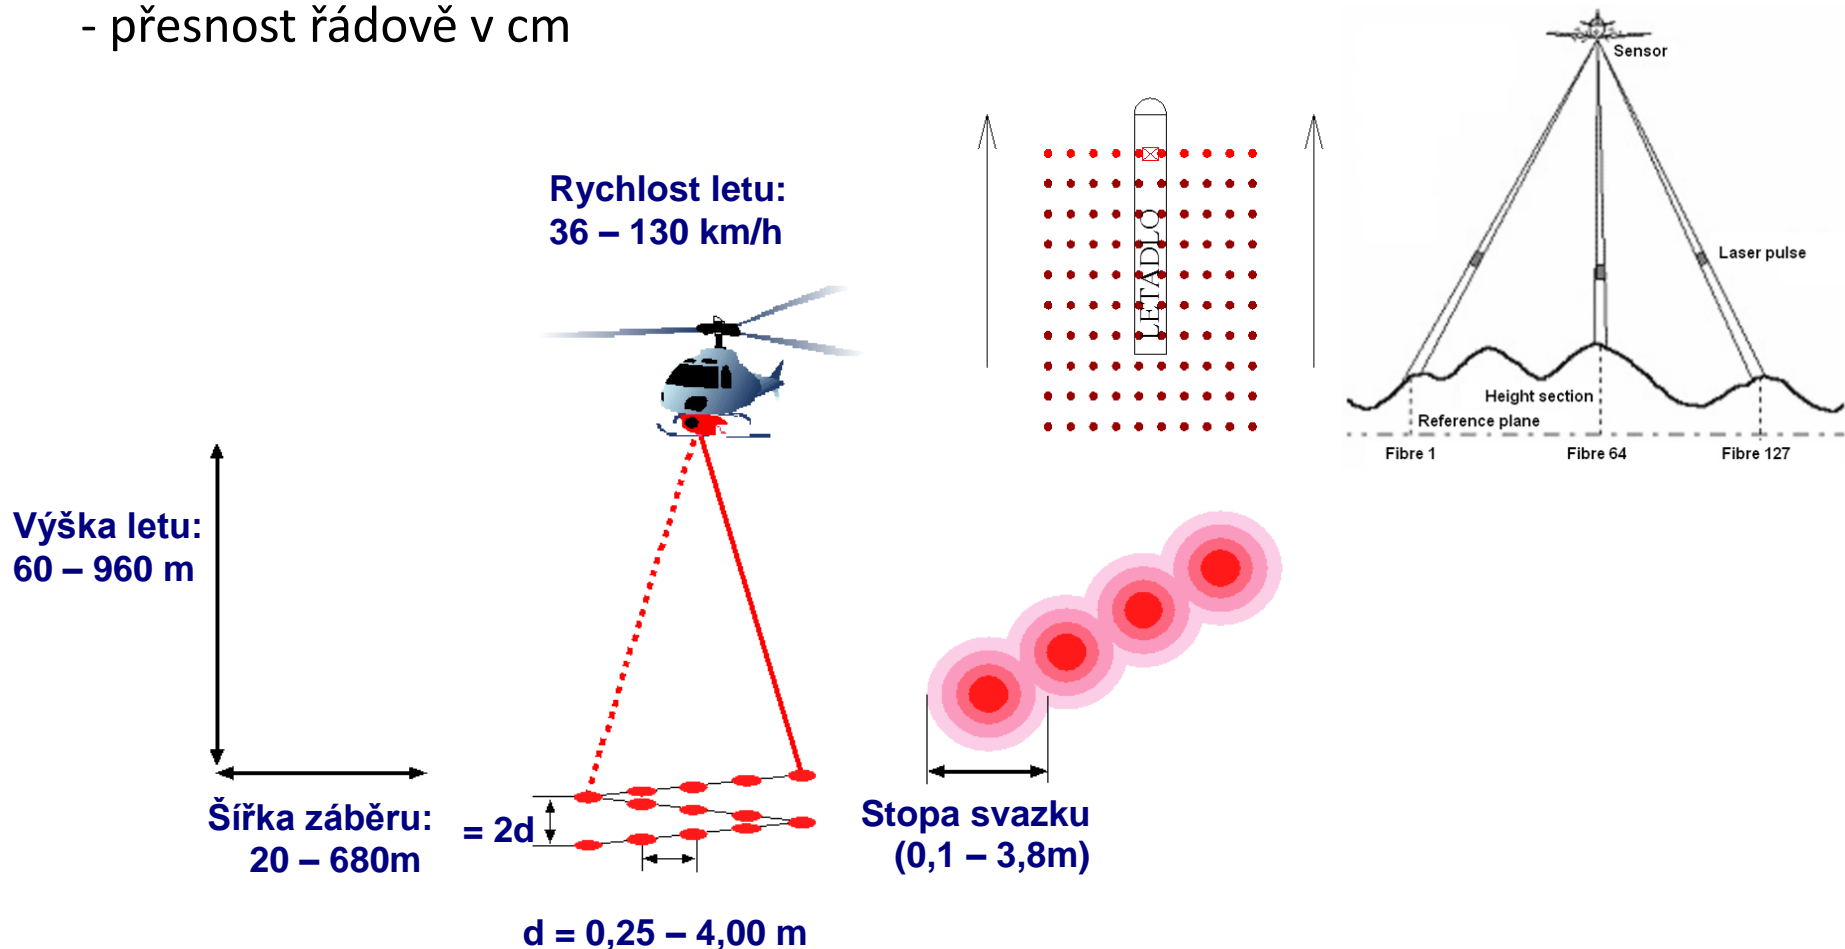 - přesnost řádově v cm
Sensor
Rychlost letu:
36 – 130 km/h
LETADLO
Laser pulse
Height section
Reference plane
Fibre 1
Fibre 64
Fibre 127
Výška letu:
60 – 960 m
Šířka záběru:
20 – 680m
= 2d
Stopa svazku
(0,1 – 3,8m)
d = 0,25 – 4,00 m